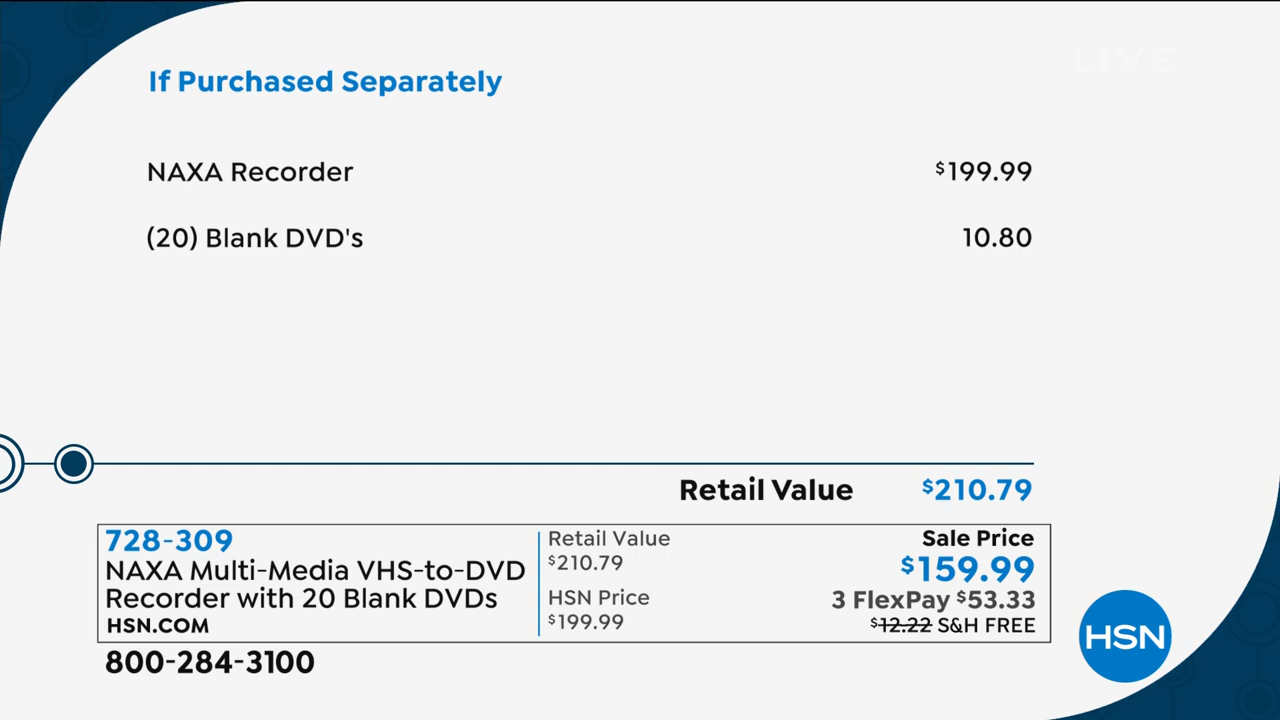 LIVE
If Purchased Separately
NAXA Recorder $199.99
(20) Blank DVD's 10.80
Retail Value $210.79
728-309
NAXA Multi-Media VHS-to-DVD
Recorder with 20 Blank DVDs
HSN.COM
Retail Value
$210.79
HSN Price
$199.99
Sale Price
$159.99
3 FlexPay $53.33
$12.22 S&H FREE
800-284-3100
HSN